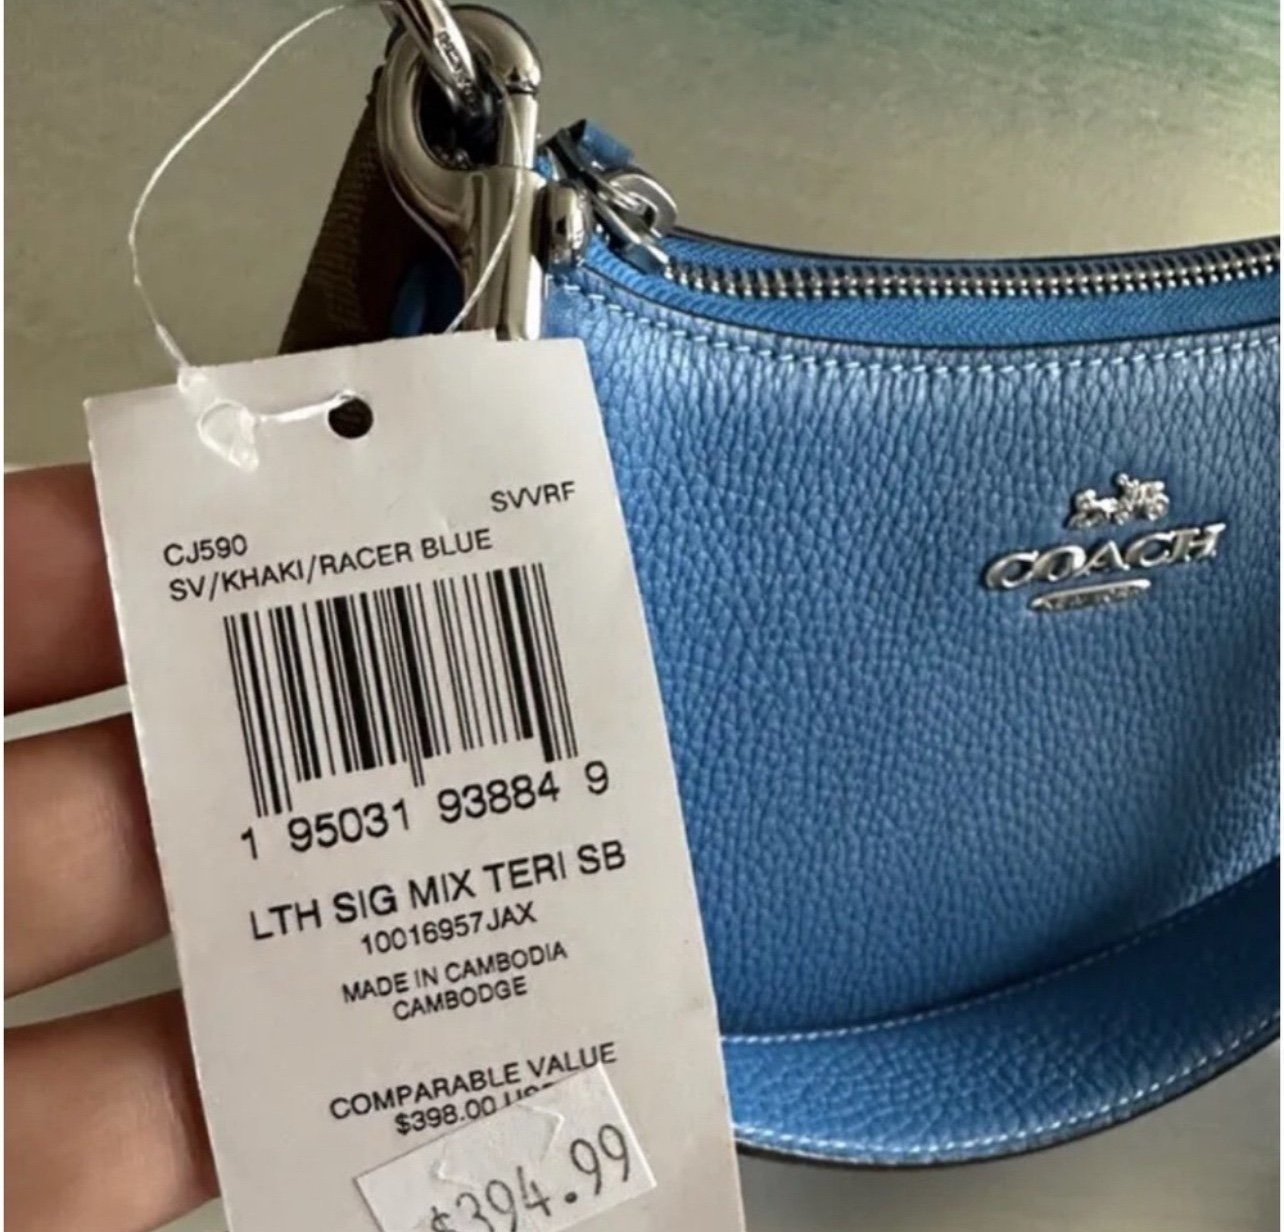 SVVRF
CJ590
SV/KHAKI/RACER BLUE
1 95031 93884 9
LTH SIG MIX TERI SB
10016957JAX
MADE IN CAMBODIA
CAMBODGE
COMPARABLE VALUE
$398.00
$394.99
COACH